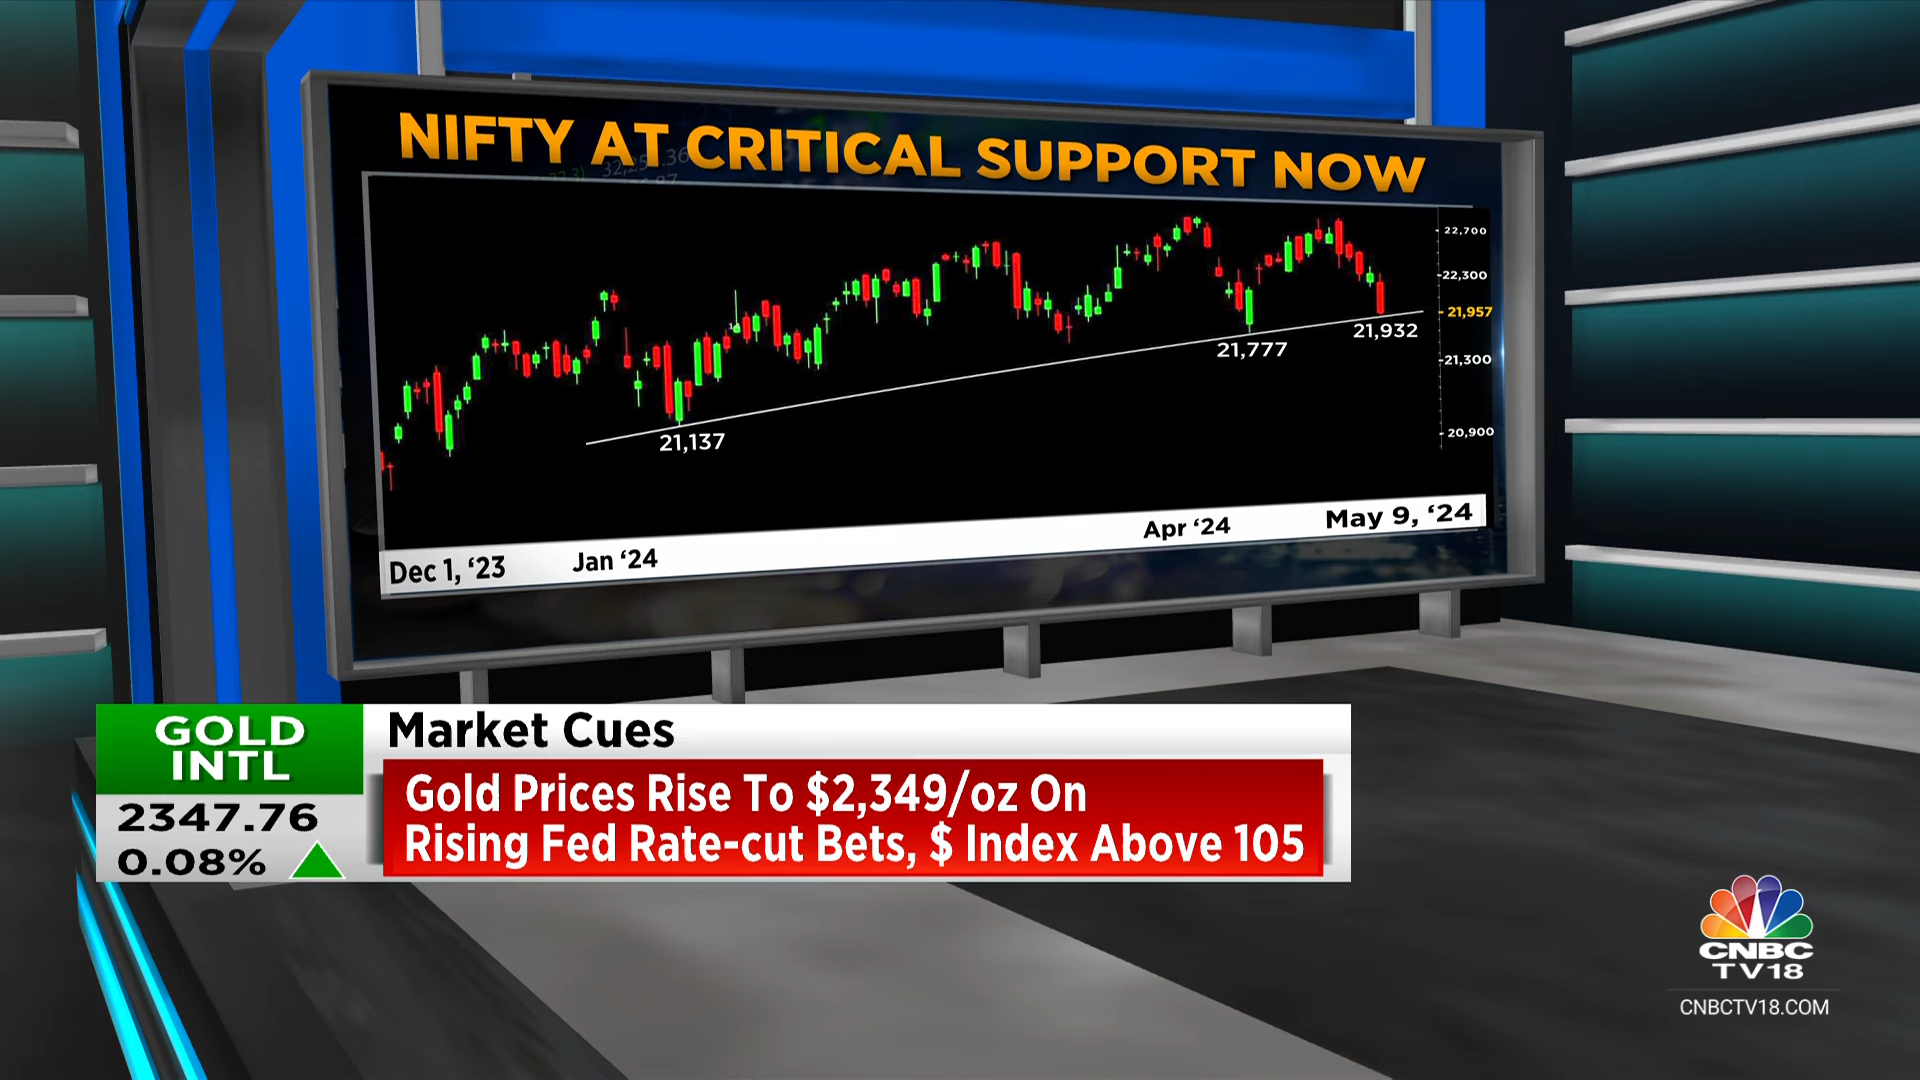 NIFTY AT CRITICAL SUPPORT NOW
22,700
22,300
21,957
21,932
21,777
21,300
21,137
20,900
Dec 1, ‘23 Jan ‘24 Apr ‘24 May 9, ‘24
GOLD
INTL
2347.76
0.08%
Market Cues
Gold Prices Rise To $2,349/oz On
Rising Fed Rate-cut Bets, $ Index Above 105
CNBC
TV18
CNBCTV18.COM